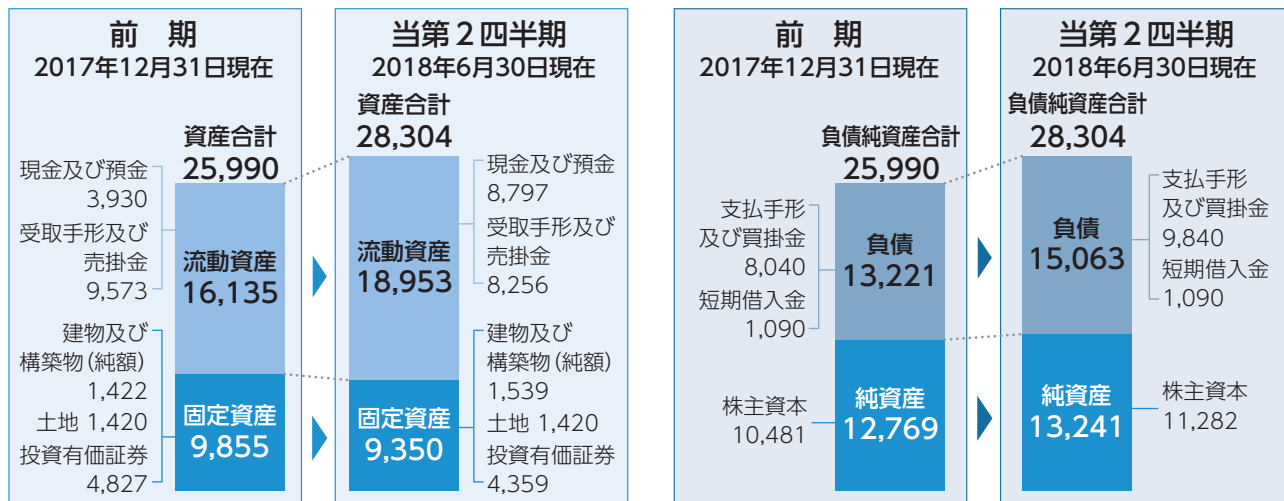 前　期
2017年12月31日現在
資産合計
25,990
現金及び預金
3,930
受取手形及び
売掛金
9,573
流動資産
16,135
建物及び
構築物(純額)
1,422
土地 1,420
投資有価証券
4,827
固定資産
9,855
当第2四半期
2018年6月30日現在
資産合計
28,304
現金及び預金
8,797
受取手形及び
売掛金
8,256
流動資産
18,953
建物及び
構築物(純額)
1,539
土地 1,420
投資有価証券
4,359
固定資産
9,350
前　期
2017年12月31日現在
負債純資産合計
25,990
支払手形
及び買掛金
8,040
短期借入金
1,090
負債
13,221
株主資本
10,481
純資産
12,769
当第2四半期
2018年6月30日現在
負債純資産合計
28,304
支払手形
及び買掛金
9,840
短期借入金
1,090
負債
15,063
純資産
13,241
株主資本
11,282